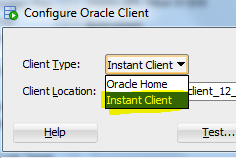 Configure Oracle Client
Client Type: Instant Client
Oracle Home
Client Location: client_12_
Instant Client
Help Test...